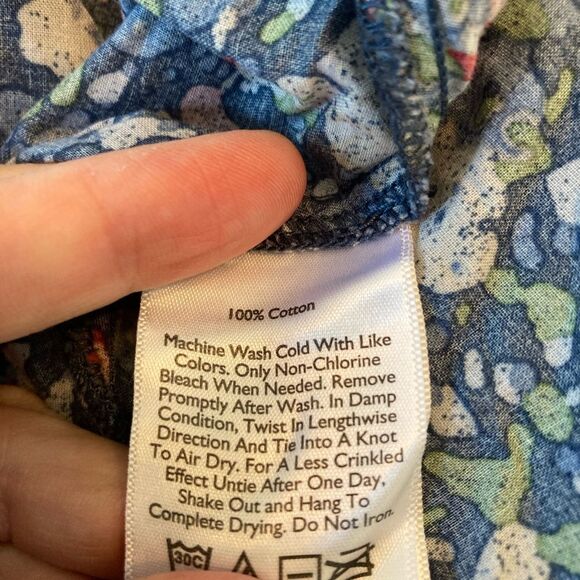 100% Cotton
Machine Wash Cold With Like
Colors. Only Non-Chlorine
Bleach When Needed. Remove
Promptly After Wash. In Damp
Condition, Twist In Lengthwise
Direction And Tie Into A Knot
To Air Dry. For A Less Crinkled
Effect Untie After One Day,
Shake Out and Hang To
Complete Drying. Do Not Iron.
30C